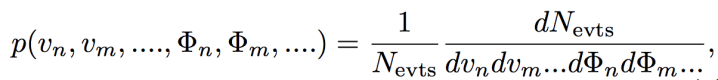 p(v_n, v_m, ...., Φ_n, Φ_m, ....) = \frac{1}{N_{evts}} \frac{dN_{evts}}{dv_n dv_m ... dΦ_n dΦ_m ...},